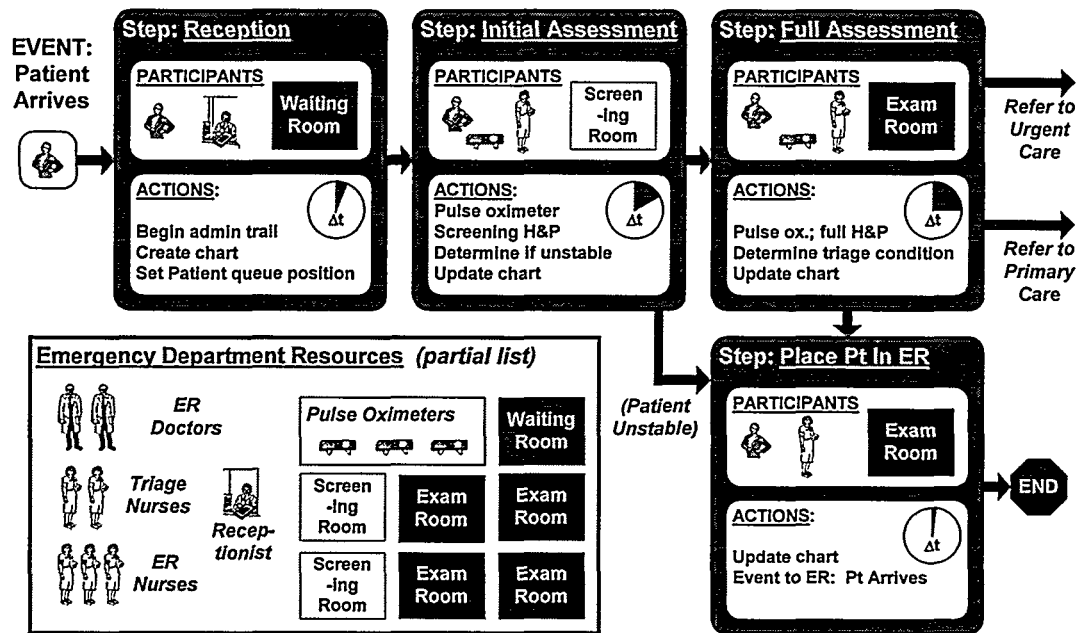 EVENT:
Patient
Arrives
Step: Reception
PARTICIPANTS
Waiting
Room
ACTIONS:
Δt
Begin admin trail
Create chart
Set Patient queue position
Step: Initial Assessment
PARTICIPANTS
Screen
-ing
Room
ACTIONS:
Δt
Pulse oximeter
Screening H&P
Determine if unstable
Update chart
Step: Full Assessment
PARTICIPANTS
Exam
Room
ACTIONS:
Δt
Pulse ox.; full H&P
Determine triage condition
Update chart
Refer to
Urgent
Care
Refer to
Primary
Care
(Patient
Unstable)
Step: Place Pt In ER
PARTICIPANTS
Exam
Room
ACTIONS:
Δt
Update chart
Event to ER: Pt Arrives
END
Emergency Department Resources (partial list)
ER
Doctors
Pulse Oximeters
Waiting
Room
Triage
Nurses
Recep-
tionist
Screen
-ing
Room
Exam
Room
Exam
Room
ER
Nurses
Screen
-ing
Room
Exam
Room
Exam
Room